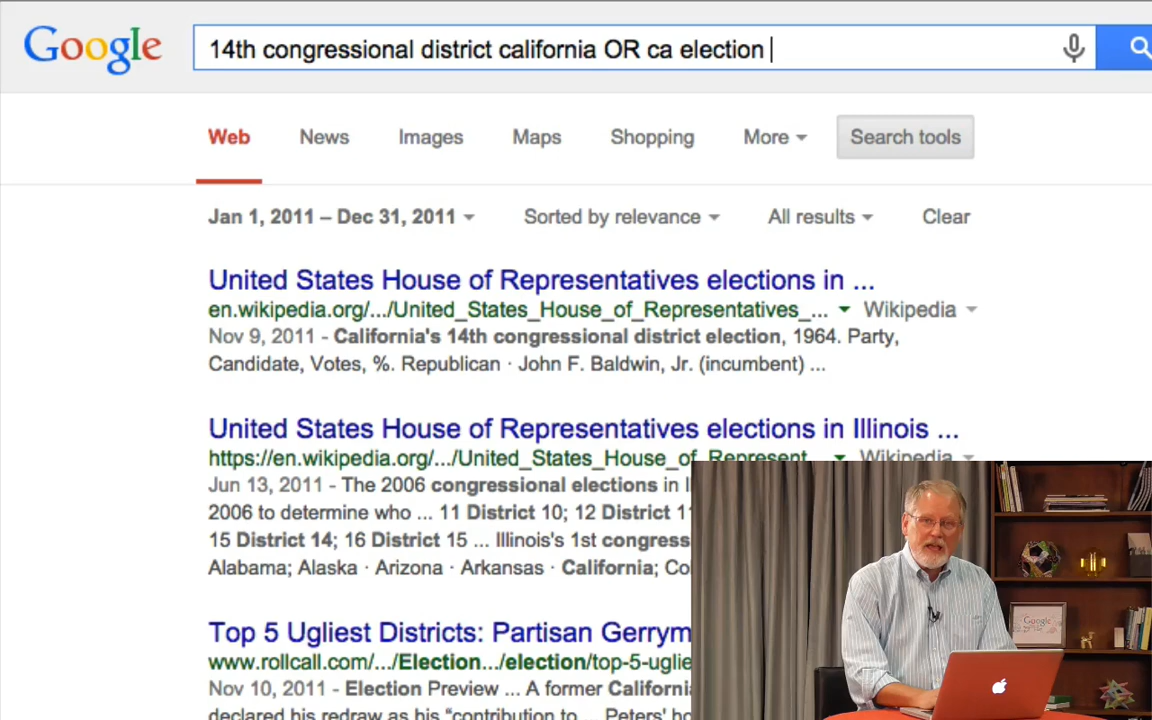 Google 14th congressional district california OR ca election
Web News Images Maps Shopping More Search tools
Jan 1, 2011 – Dec 31, 2011 Sorted by relevance All results Clear
United States House of Representatives elections in ...
en.wikipedia.org/.../United_States_House_of_Representatives_... Wikipedia
Nov 9, 2011 - California's 14th congressional district election, 1964. Party,
Candidate, Votes, %. Republican · John F. Baldwin, Jr. (incumbent) ...
United States House of Representatives elections in Illinois ...
https://en.wikipedia.org/.../United_States_House_of_Represent Wikipedia
Jun 13, 2011 - The 2006 congressional elections in
2006 to determine who ... 11 District 10; 12 District
15 District 14; 16 District 15 ... Illinois's 1st congress
Alabama; Alaska · Arizona · Arkansas · California; Co
Top 5 Ugliest Districts: Partisan Gerrym
www.rollcall.com/.../Election.../election/top-5-uglie
Nov 10, 2011 - Election Preview ... A former Californi
declared his redraw as his "contribution to ... Peters' ho
Google